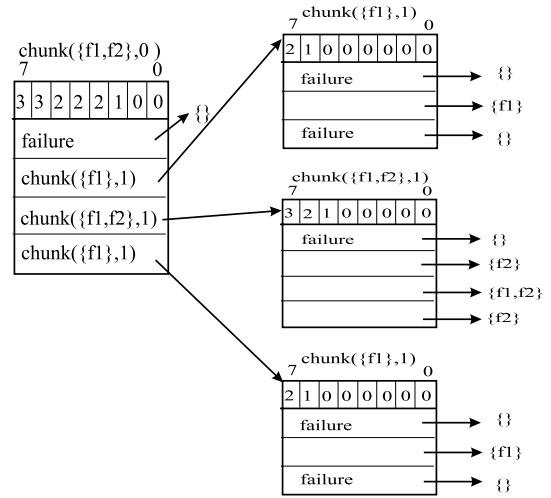 chunk({f1,f2},0 )
7 0
3 3 2 2 2 1 0 0
failure
{}
chunk({f1},1)
chunk({f1,f2},1)
chunk({f1},1)
chunk({f1},1)
7 0
2 1 0 0 0 0 0 0
failure
{}
{f1}
failure
{}
chunk({f1,f2},1)
7 0
3 2 1 0 0 0 0 0
failure
{}
{f2}
{f1,f2}
{f2}
chunk({f1},1)
7 0
2 1 0 0 0 0 0 0
failure
{}
{f1}
failure
{}